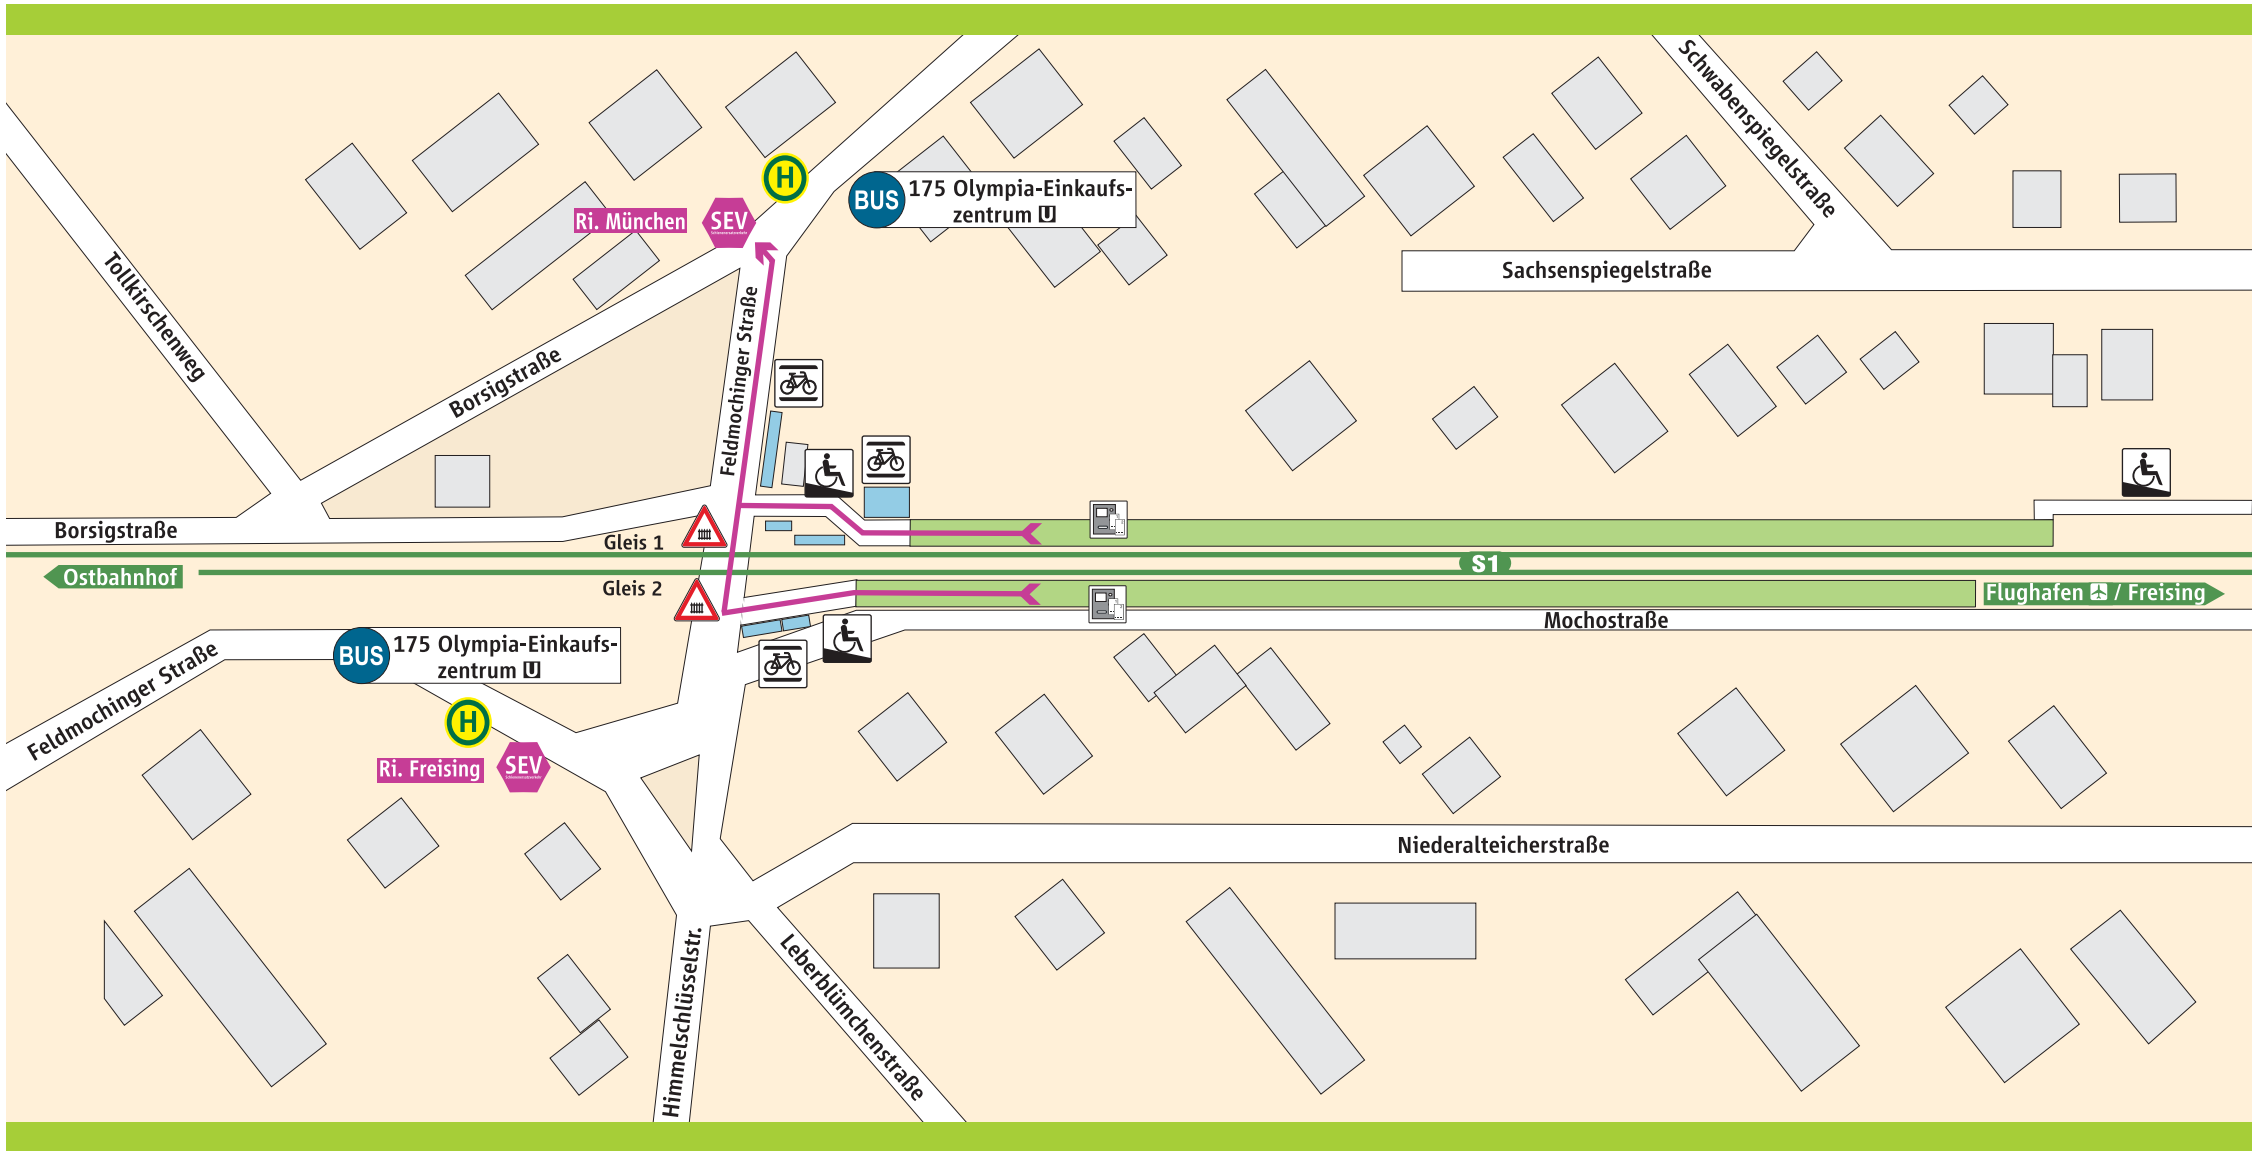 Schwabenspiegelstraße
H
BUS
175 Olympia-Einkaufs-
zentrum U
Ri. München
SEV
Sachsenspiegelstraße
Tollkirschenweg
Feldmochinger Straße
Borsigstraße
Borsigstraße
Gleis 1
S1
Ostbahnhof
Gleis 2
Flughafen / Freising
Mochostraße
BUS
175 Olympia-Einkaufs-
zentrum U
Feldmochinger Straße
H
Ri. Freising
SEV
Niederalteicherstraße
Himmelschlüsselstr.
Leberblümchenstraße